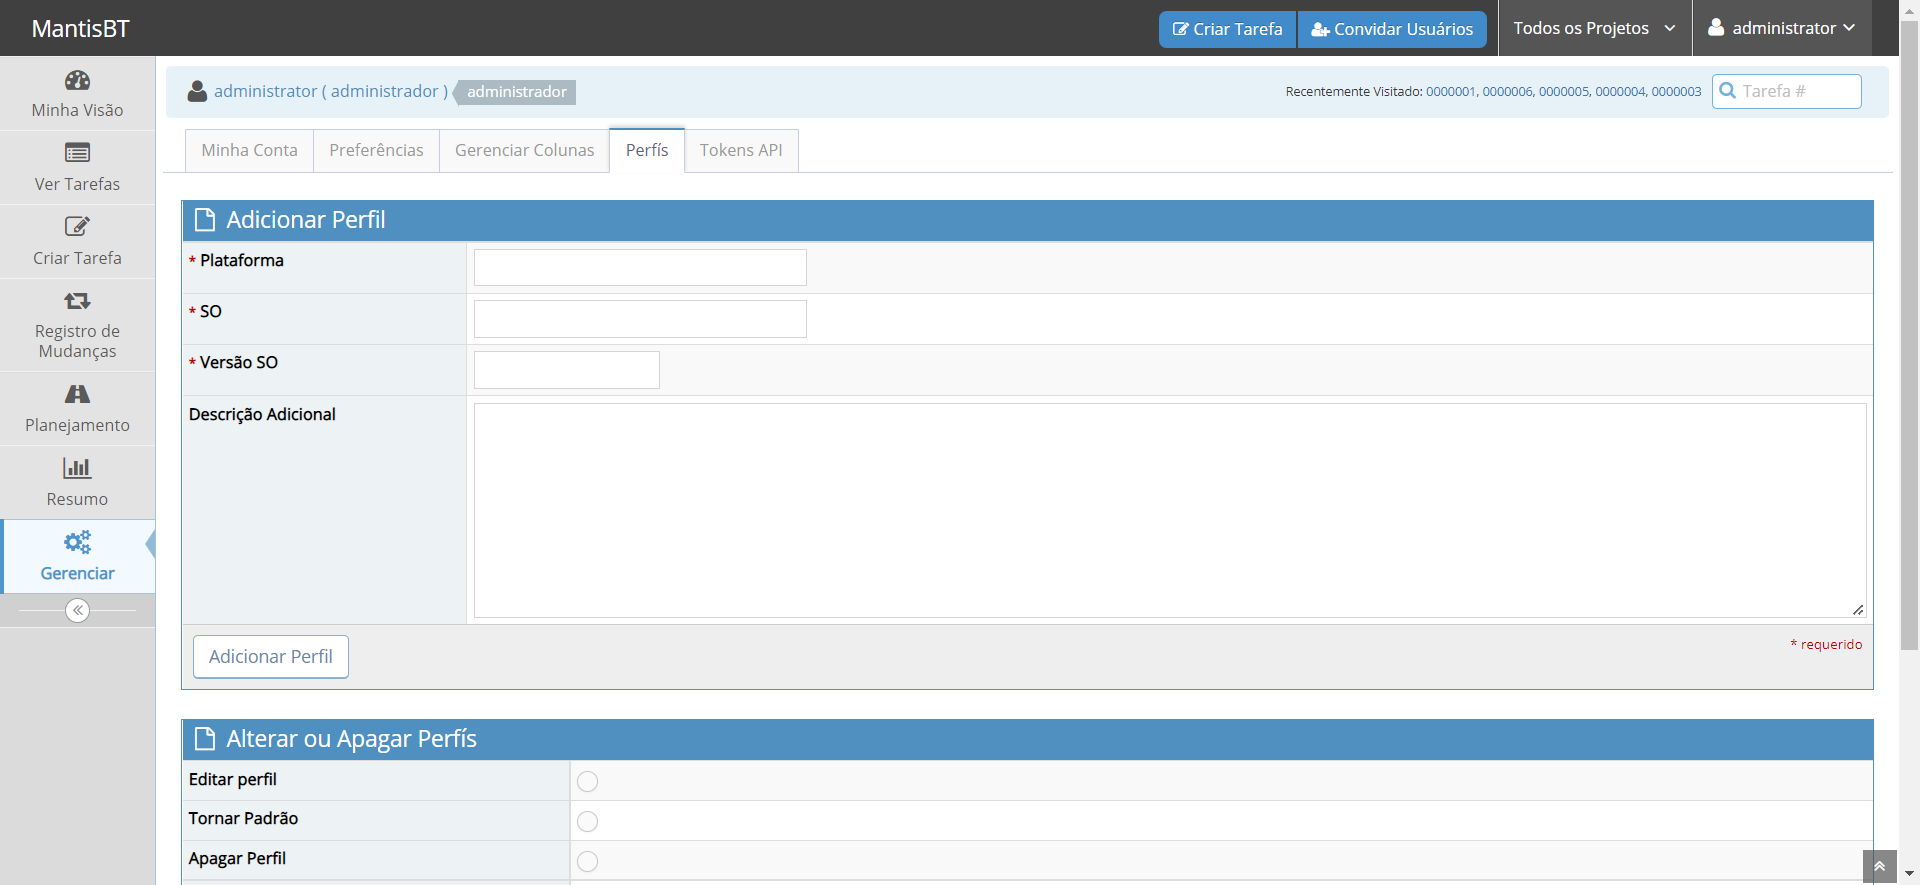 MantisBT
Criar Tarefa
Convidar Usuários
Todos os Projetos
administrator
Minha Visão
Ver Tarefas
Criar Tarefa
Registro de
Mudanças
Planejamento
Resumo
Gerenciar
administrator ( administrador )
administrador
Recentemente Visitado: 0000001, 0000006, 0000005, 0000004, 0000003
Tarefa #
Minha Conta
Preferências
Gerenciar Colunas
Perfís
Tokens API
Adicionar Perfil
* Plataforma
* SO
* Versão SO
Descrição Adicional
Adicionar Perfil
* requerido
Alterar ou Apagar Perfís
Editar perfil
Tornar Padrão
Apagar Perfil